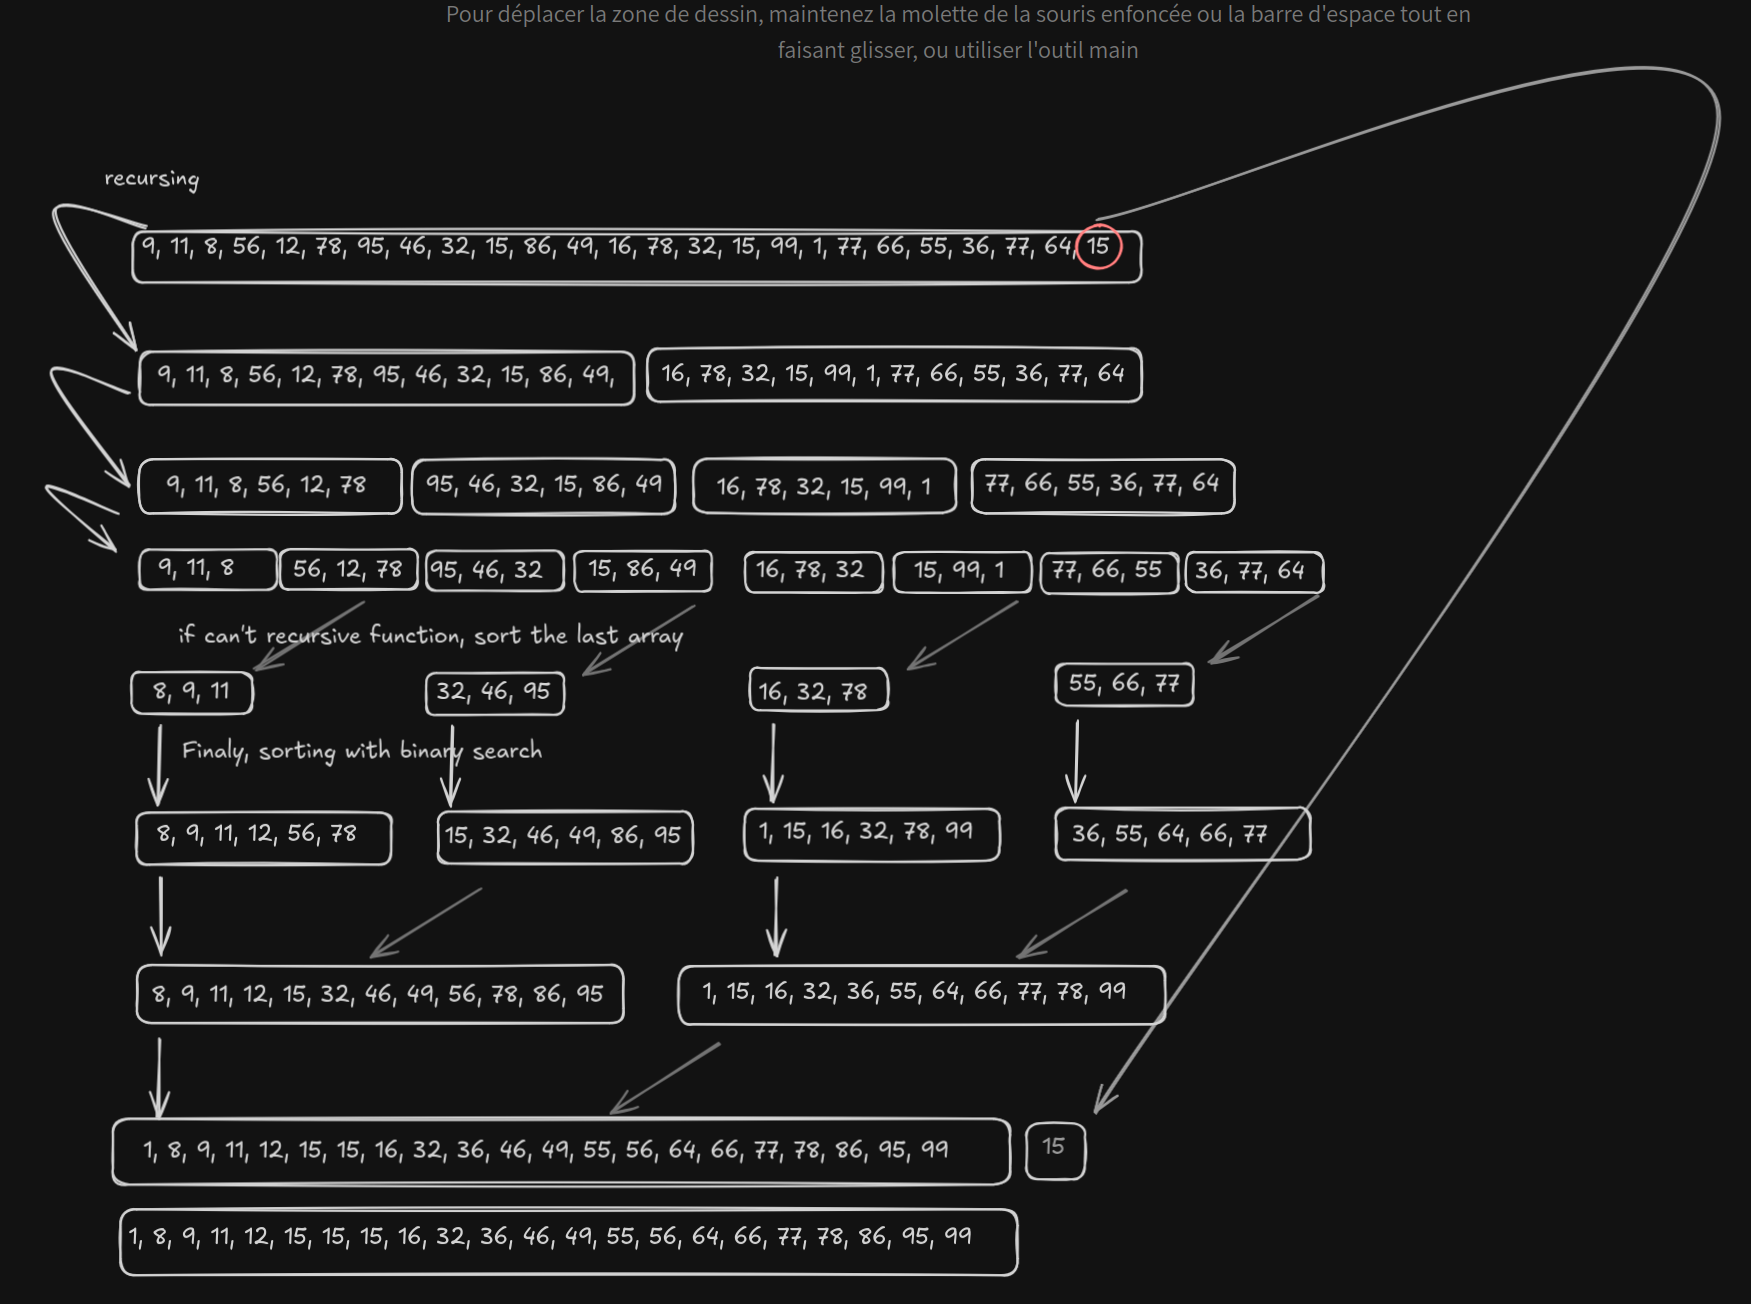 Pour déplacer la zone de dessin, maintenez la molette de la souris enfoncée ou la barre d'espace tout en
faisant glisser, ou utiliser l'outil main
recursing
9, 11, 8, 56, 12, 78, 95, 46, 32, 15, 86, 49, 16, 78, 32, 15, 99, 1, 77, 66, 55, 36, 77, 64, 15
9, 11, 8, 56, 12, 78, 95, 46, 32, 15, 86, 49,
16, 78, 32, 15, 99, 1, 77, 66, 55, 36, 77, 64
9, 11, 8, 56, 12, 78
95, 46, 32, 15, 86, 49
16, 78, 32, 15, 99, 1
77, 66, 55, 36, 77, 64
9, 11, 8
56, 12, 78
95, 46, 32
15, 86, 49
16, 78, 32
15, 99, 1
77, 66, 55
36, 77, 64
if can't recursive function, sort the last array
8, 9, 11
32, 46, 95
16, 32, 78
55, 66, 77
Finaly, sorting with binary search
8, 9, 11, 12, 56, 78
15, 32, 46, 49, 86, 95
1, 15, 16, 32, 78, 99
36, 55, 64, 66, 77
8, 9, 11, 12, 15, 32, 46, 49, 56, 78, 86, 95
1, 15, 16, 32, 36, 55, 64, 66, 77, 78, 99
1, 8, 9, 11, 12, 15, 15, 16, 32, 36, 46, 49, 55, 56, 64, 66, 77, 78, 86, 95, 99
15
1, 8, 9, 11, 12, 15, 15, 15, 16, 32, 36, 46, 49, 55, 56, 64, 66, 77, 78, 86, 95, 99